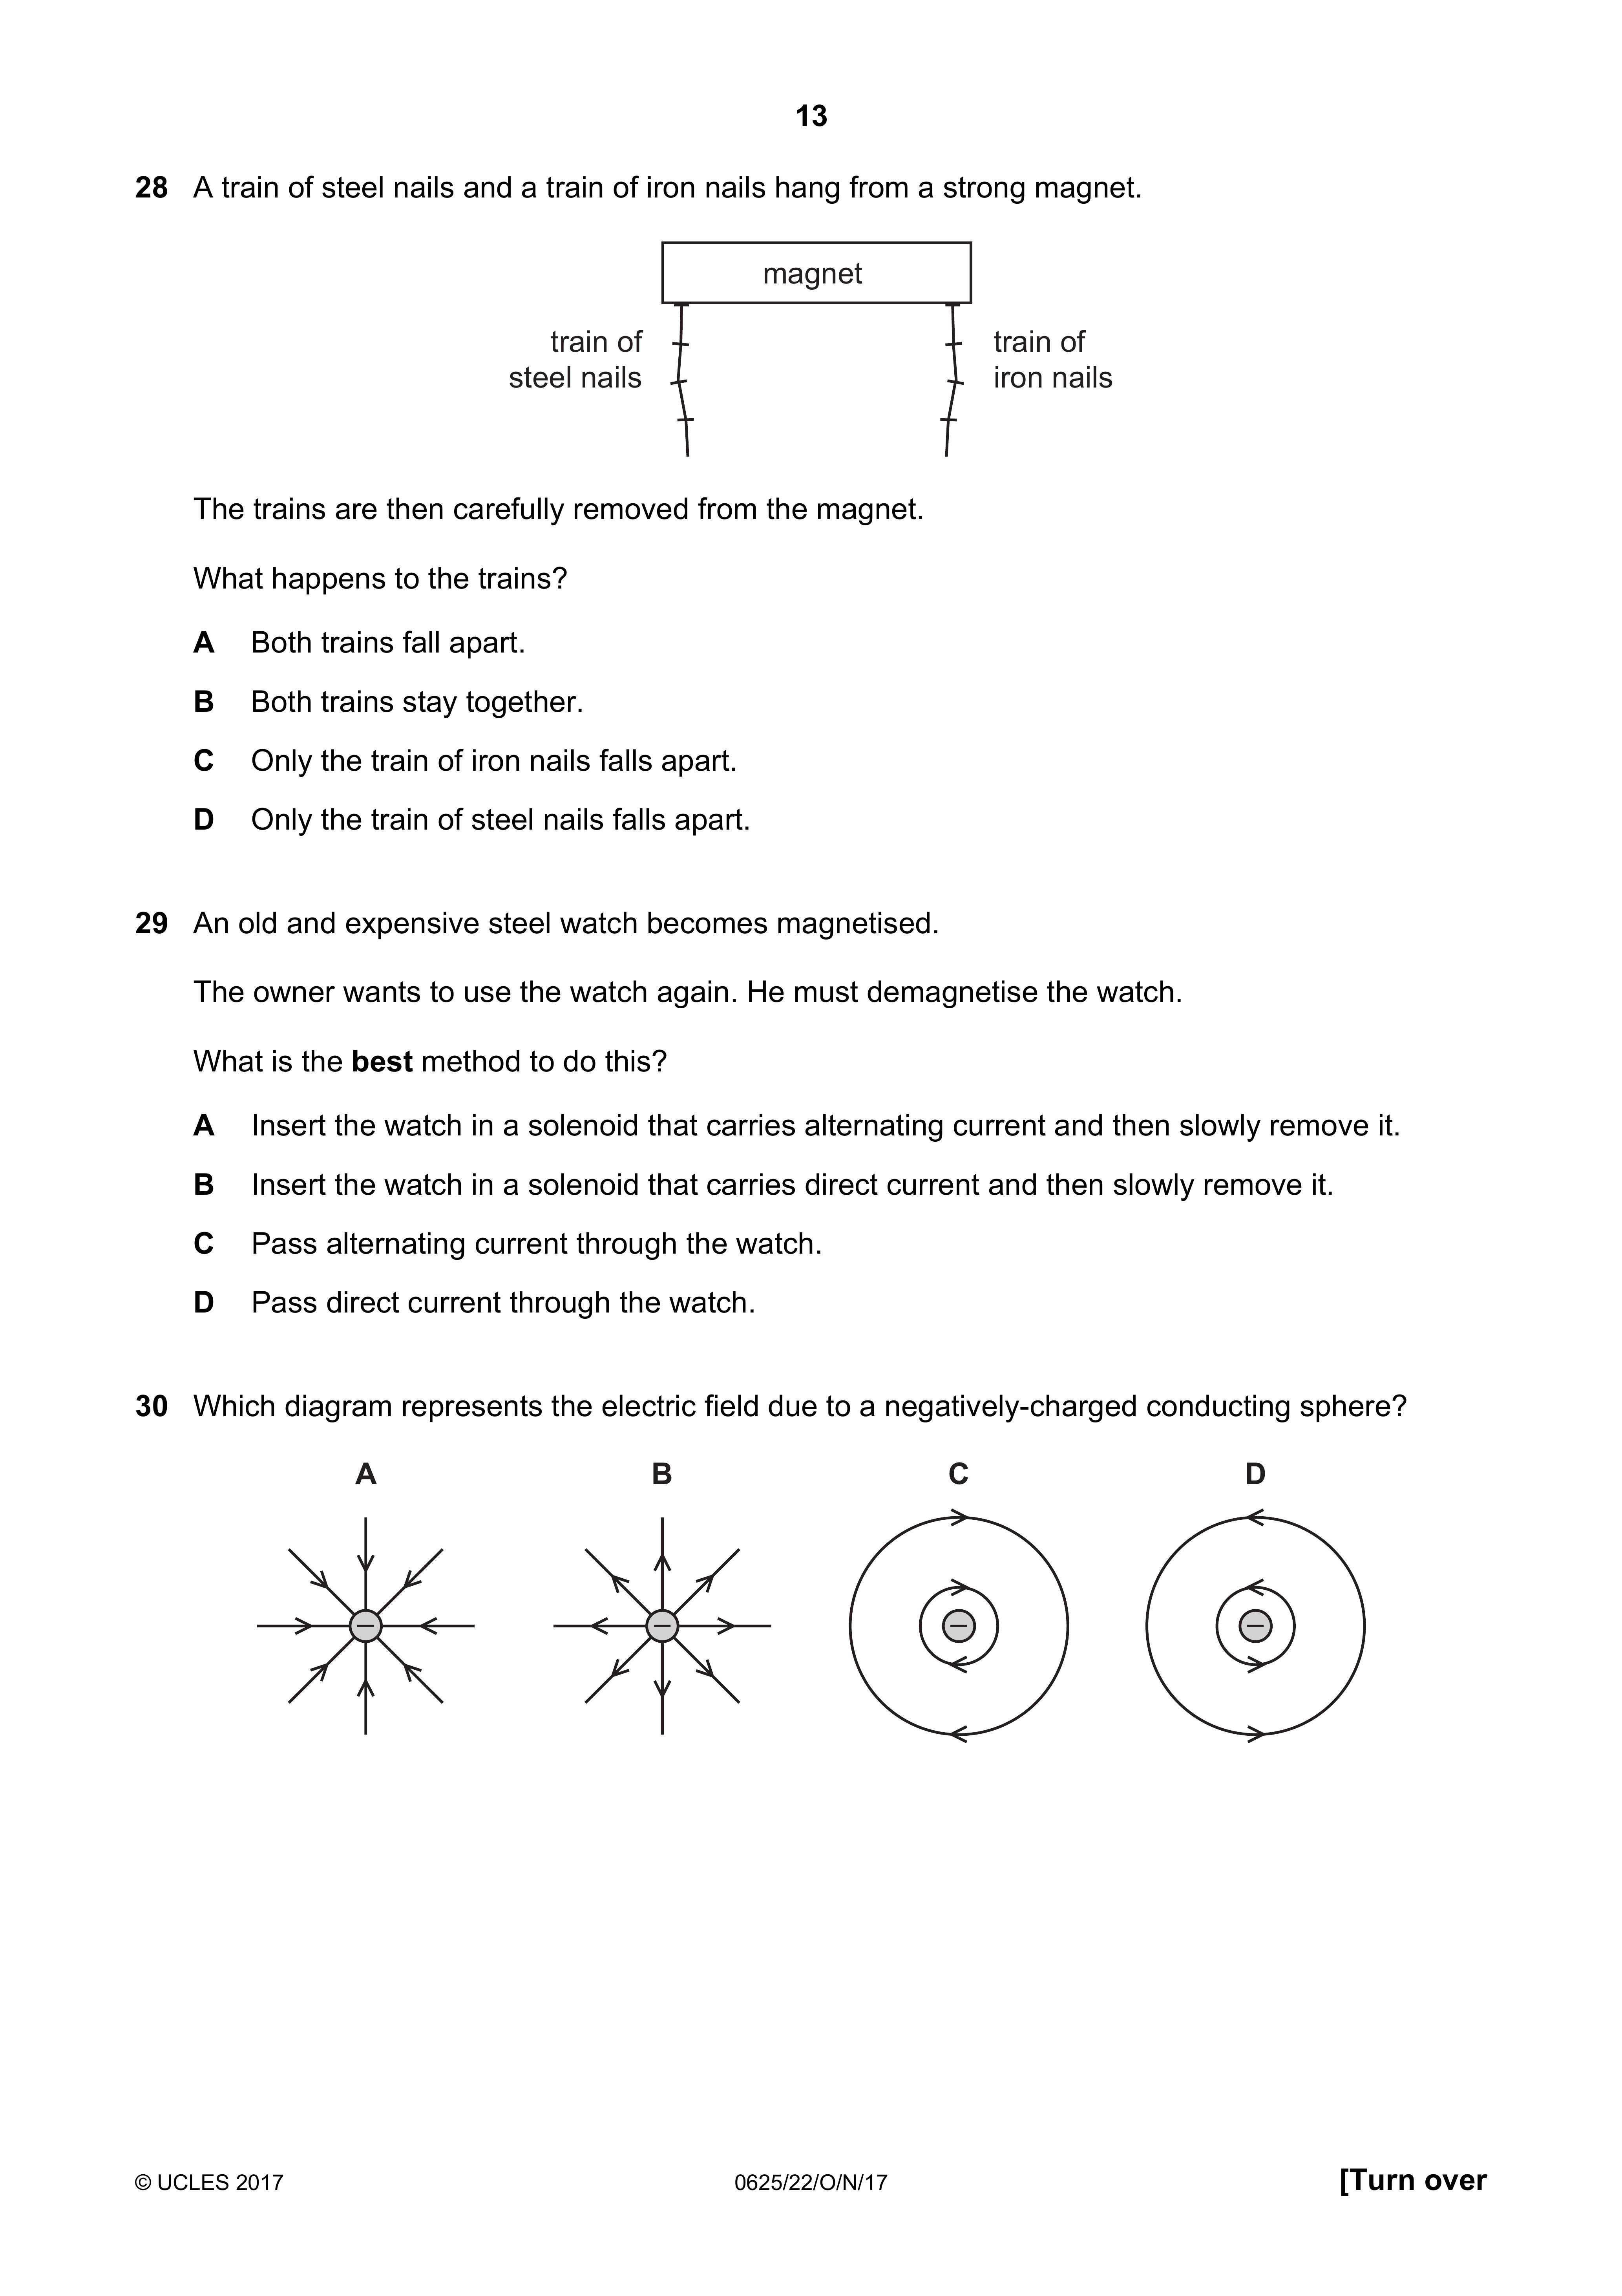 13
28 A train of steel nails and a train of iron nails hang from a strong magnet.
magnet
train of
steel nails
train of
iron nails
The trains are then carefully removed from the magnet.
What happens to the trains?
A Both trains fall apart.
B Both trains stay together.
C Only the train of iron nails falls apart.
D Only the train of steel nails falls apart.
29 An old and expensive steel watch becomes magnetised.
The owner wants to use the watch again. He must demagnetise the watch.
What is the best method to do this?
A Insert the watch in a solenoid that carries alternating current and then slowly remove it.
B Insert the watch in a solenoid that carries direct current and then slowly remove it.
C Pass alternating current through the watch.
D Pass direct current through the watch.
30 Which diagram represents the electric field due to a negatively-charged conducting sphere?
A B C D
– – – –
© UCLES 2017 0625/22/O/N/17 [Turn over